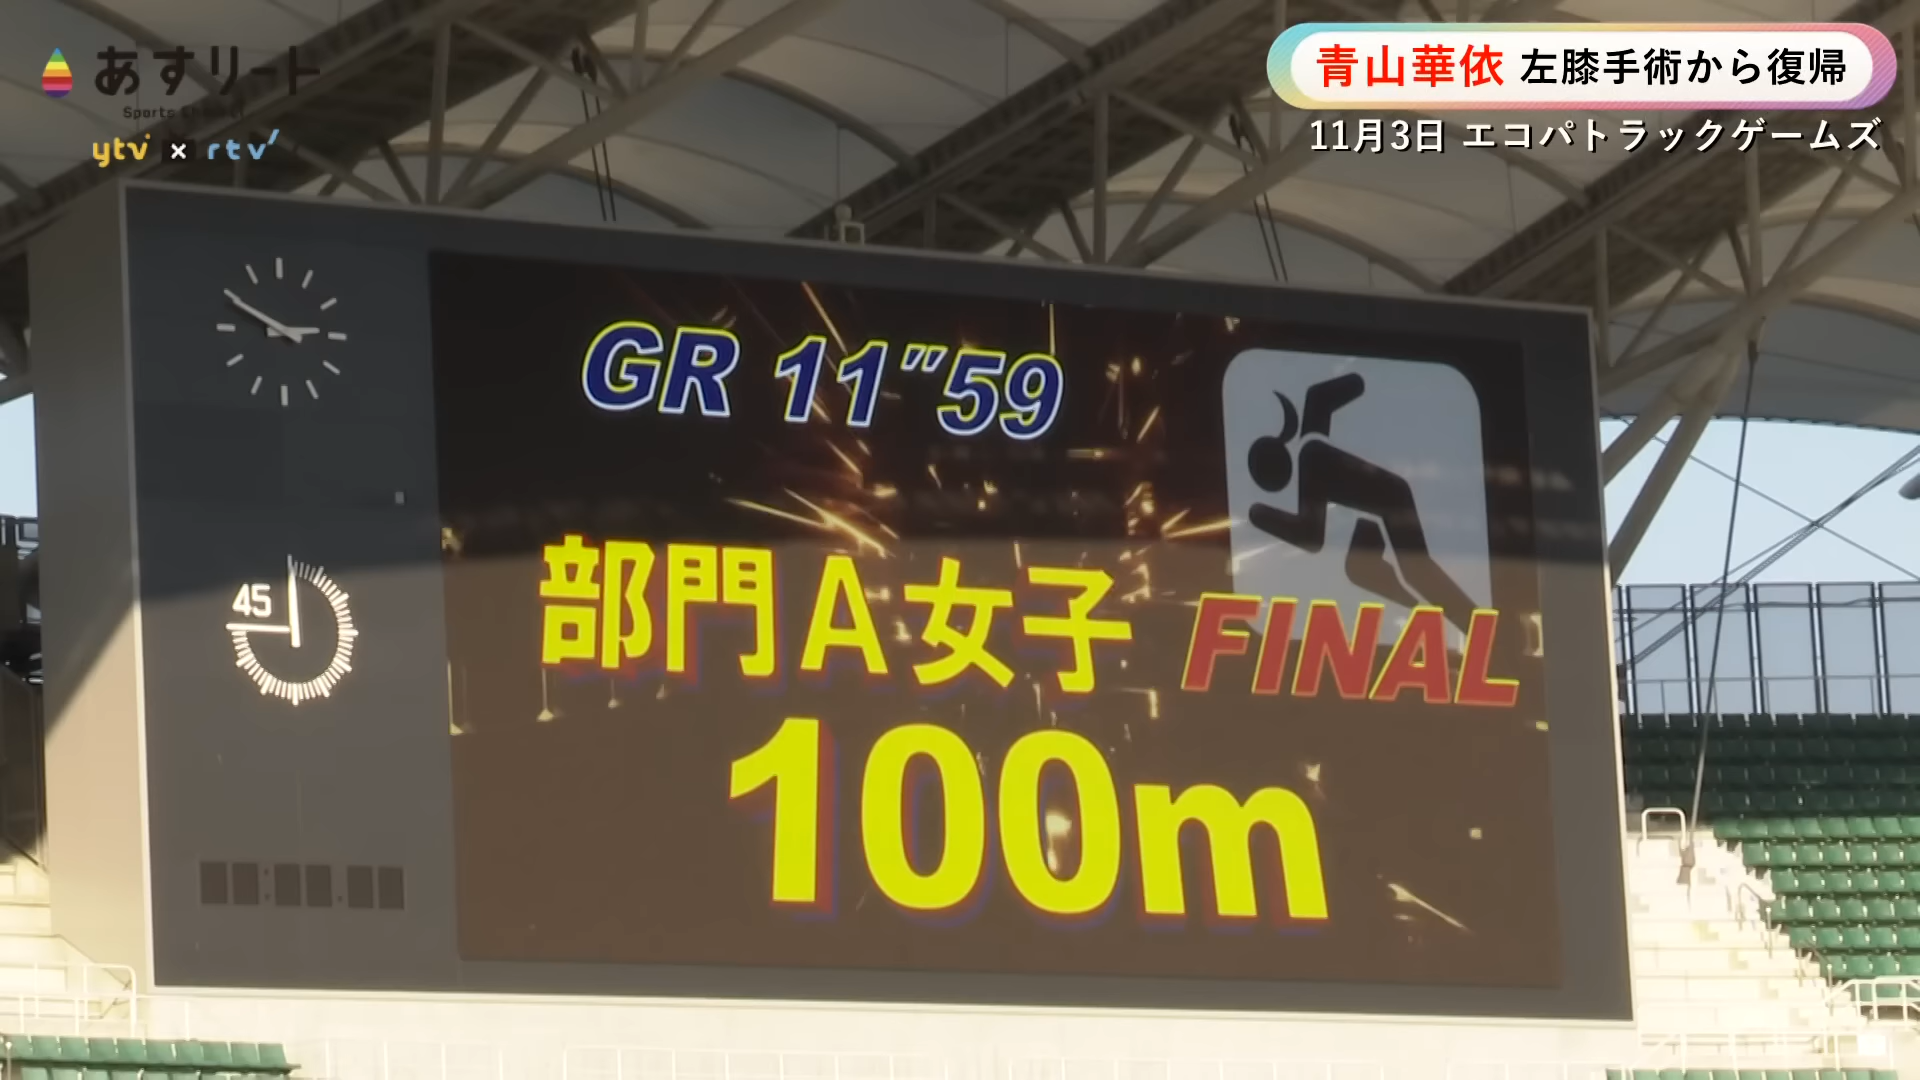 あすリート
Sports Channel
ytv × rtv
青山華依 左膝手術から復帰
11月3日 エコパトラックゲームズ
GR 11″59
45
部門A女子 FINAL
100m